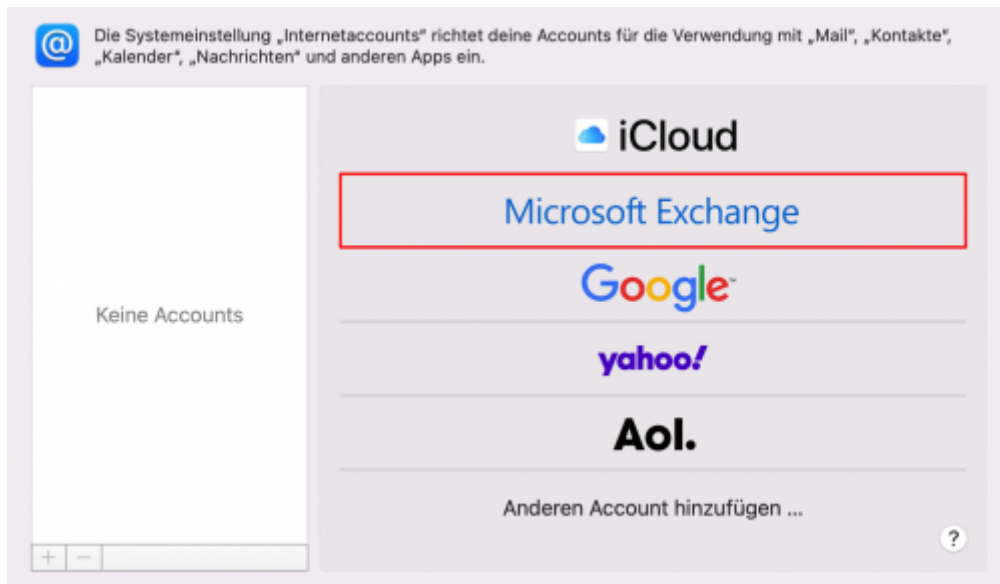 Die Systemeinstellung „Internetaccounts“ richtet deine Accounts für die Verwendung mit „Mail“, „Kontakte“,
„Kalender“, „Nachrichten“ und anderen Apps ein.
iCloud
Microsoft Exchange
Google™
Keine Accounts
yahoo!
Aol.
Anderen Account hinzufügen ...
?
+ −